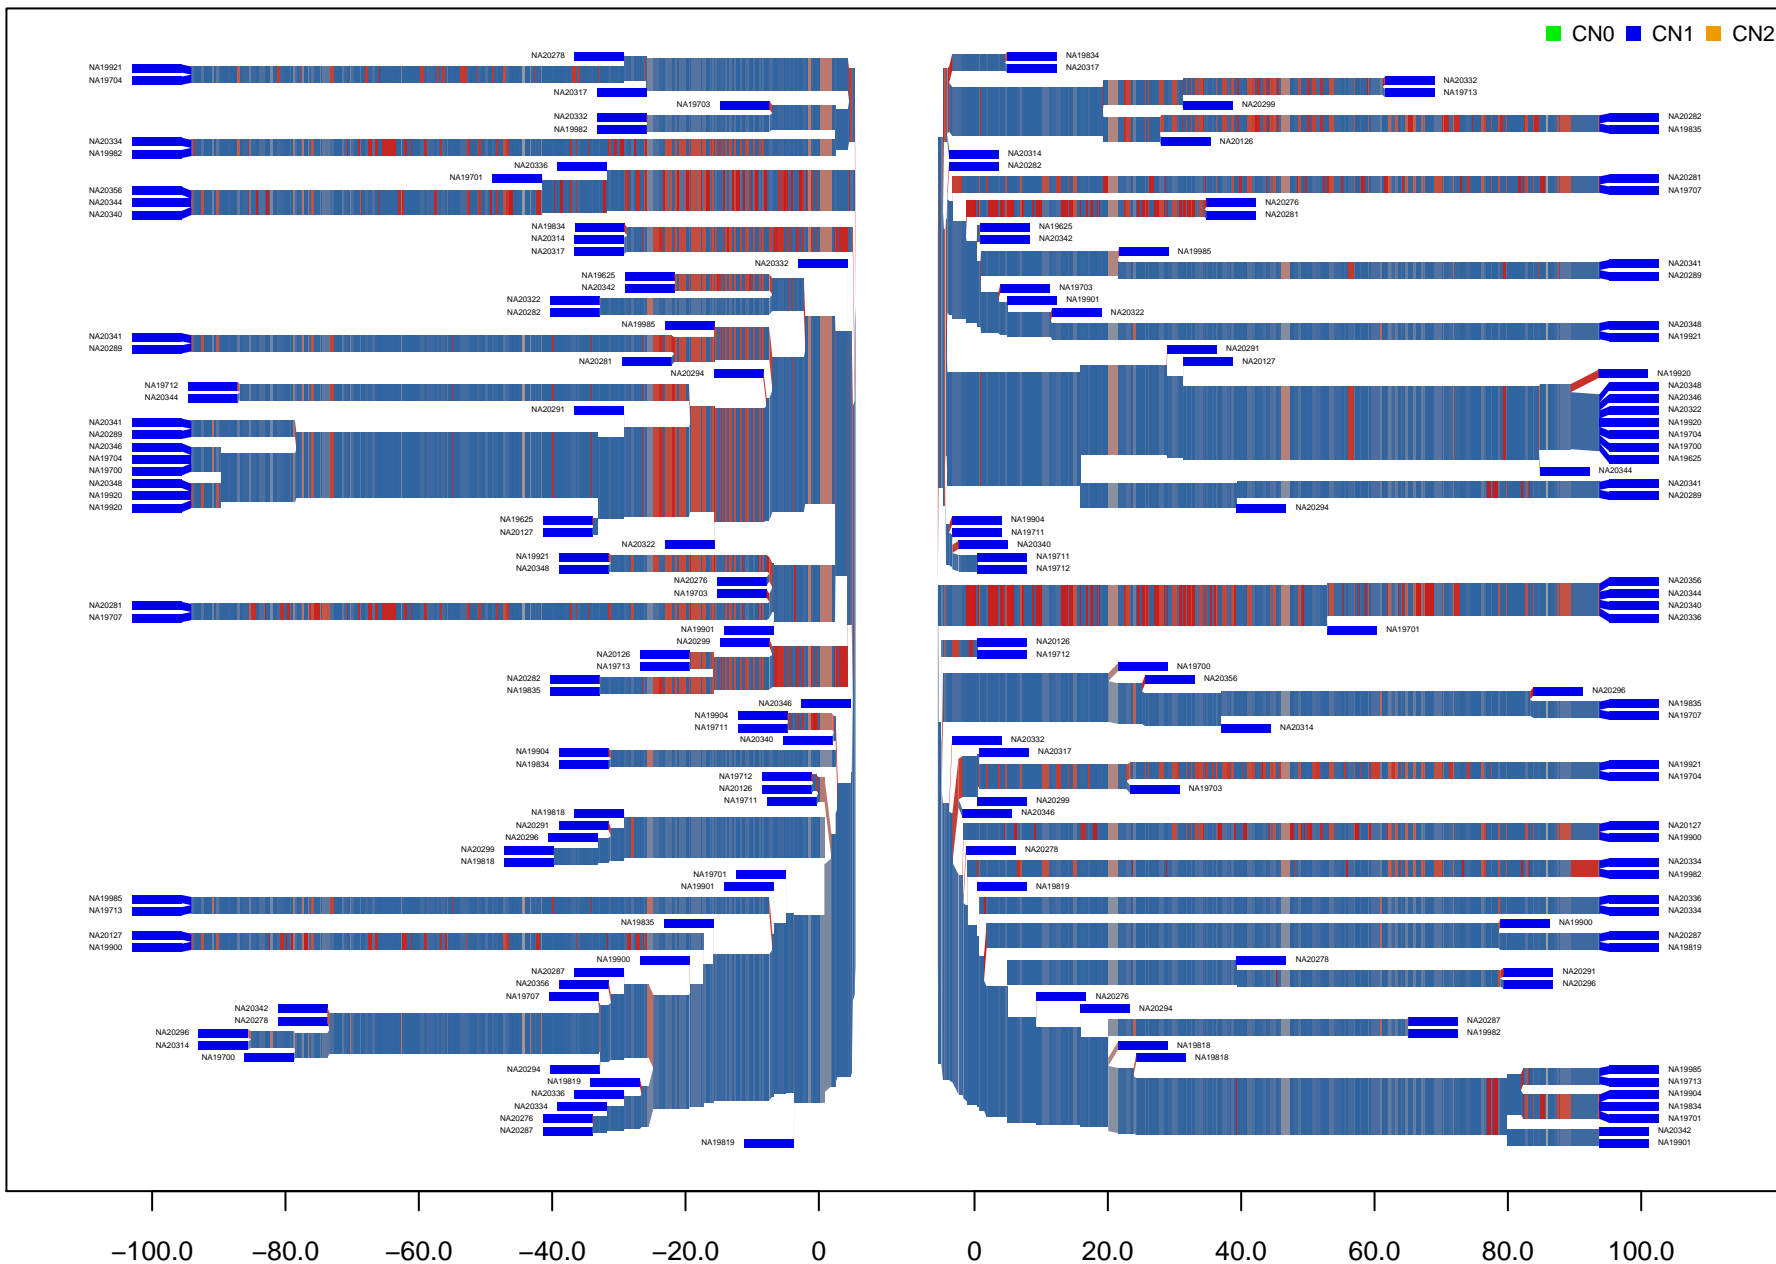 CN0 CN1 CN2
NA20278
NA19921
NA19704
NA20317
NA19703
NA20332
NA19982
NA20334
NA19982
NA20336
NA19701
NA20356
NA20344
NA20340
NA19834
NA20314
NA20317
NA20332
NA19625
NA20342
NA20322
NA20282
NA19985
NA20341
NA20289
NA20281
NA20294
NA19712
NA20344
NA20291
NA20341
NA20289
NA20346
NA19704
NA19700
NA20348
NA19920
NA19920
NA19625
NA20127
NA20322
NA19921
NA20348
NA20276
NA19703
NA20281
NA19707
NA19901
NA20299
NA20126
NA19713
NA20282
NA19835
NA20346
NA19904
NA19711
NA20340
NA19904
NA19834
NA19712
NA20126
NA19711
NA19818
NA20291
NA20296
NA20299
NA19818
NA19701
NA19901
NA19985
NA19713
NA19835
NA20127
NA19900
NA19900
NA20287
NA20356
NA19707
NA20342
NA20278
NA20296
NA20314
NA19700
NA20294
NA19819
NA20336
NA20334
NA20276
NA20287
NA19819
NA19834
NA20317
NA20332
NA19713
NA20299
NA20282
NA19835
NA20126
NA20314
NA20282
NA20281
NA19707
NA20276
NA20281
NA19625
NA20342
NA19985
NA20341
NA20289
NA19703
NA19901
NA20322
NA20348
NA19921
NA20291
NA20127
NA19920
NA20348
NA20346
NA20322
NA19920
NA19704
NA19700
NA19625
NA20344
NA20341
NA20289
NA20294
NA19904
NA19711
NA20340
NA19711
NA19712
NA20356
NA20344
NA20340
NA20336
NA19701
NA20126
NA19712
NA19700
NA20356
NA20296
NA19835
NA19707
NA20314
NA20332
NA20317
NA19921
NA19704
NA19703
NA20299
NA20346
NA20127
NA19900
NA20278
NA20334
NA19982
NA19819
NA20336
NA20334
NA19900
NA20287
NA19819
NA20278
NA20291
NA20296
NA20276
NA20294
NA20287
NA19982
NA19818
NA19818
NA19985
NA19713
NA19904
NA19834
NA19701
NA20342
NA19901
−100.0 −80.0 −60.0 −40.0 −20.0 0 0 20.0 40.0 60.0 80.0 100.0